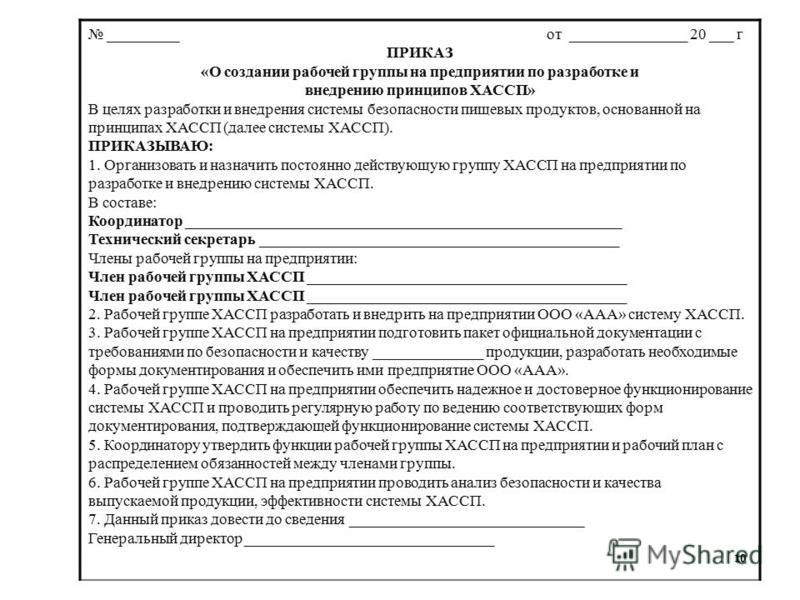 № _________ от _______________ 20 ___ г
ПРИКАЗ
«О создании рабочей группы на предприятии по разработке и
внедрению принципов ХАССП»
В целях разработки и внедрения системы безопасности пищевых продуктов, основанной на
принципах ХАССП (далее системы ХАССП).
ПРИКАЗЫВАЮ:
1. Организовать и назначить постоянно действующую группу ХАССП на предприятии по
разработке и внедрению системы ХАССП.
В составе:
Координатор ______________________________________________________
Технический секретарь _____________________________________________
Члены рабочей группы на предприятии:
Член рабочей группы ХАССП ________________________________________
Член рабочей группы ХАССП ________________________________________
2. Рабочей группе ХАССП разработать и внедрить на предприятии ООО «ААА» систему ХАССП.
3. Рабочей группе ХАССП на предприятии подготовить пакет официальной документации с
требованиями по безопасности и качеству ______________ продукции, разработать необходимые
формы документирования и обеспечить ими предприятие ООО «ААА».
4. Рабочей группе ХАССП на предприятии обеспечить надежное и достоверное функционирование
системы ХАССП и проводить регулярную работу по ведению соответствующих форм
документирования, подтверждающей функционирование системы ХАССП.
5. Координатору утвердить функции рабочей группы ХАССП на предприятии и рабочий план с
распределением обязанностей между членами группы.
6. Рабочей группе ХАССП на предприятии проводить анализ безопасности и качества
выпускаемой продукции, эффективности системы ХАССП.
7. Данный приказ довести до сведения _____________________________
Генеральный директор _______________________________
MyShared
10